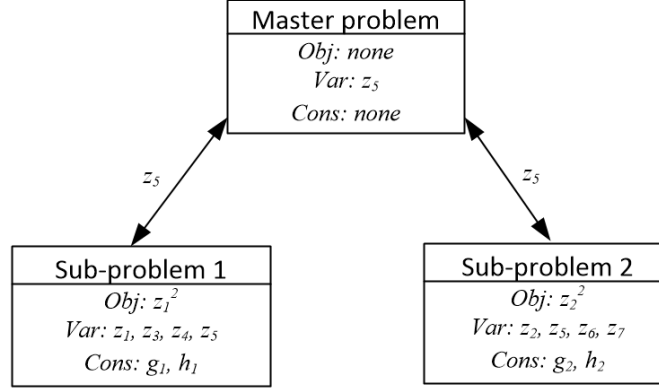 Master problem
Obj: none
Var: z₅
Cons: none
z₅
z₅
Sub-problem 1
Obj: z₁²
Var: z₁, z₃, z₄, z₅
Cons: g₁, h₁
Sub-problem 2
Obj: z₂²
Var: z₂, z₅, z₆, z₇
Cons: g₂, h₂